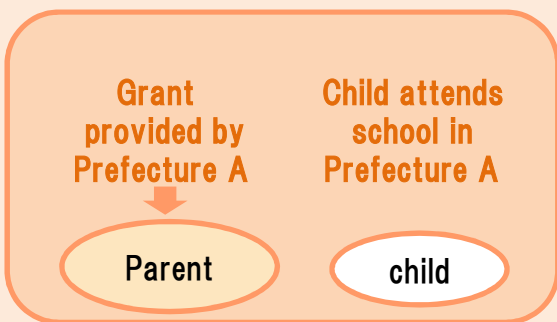 Grant
provided by
Prefecture A
Child attends
school in
Prefecture A
Parent
child